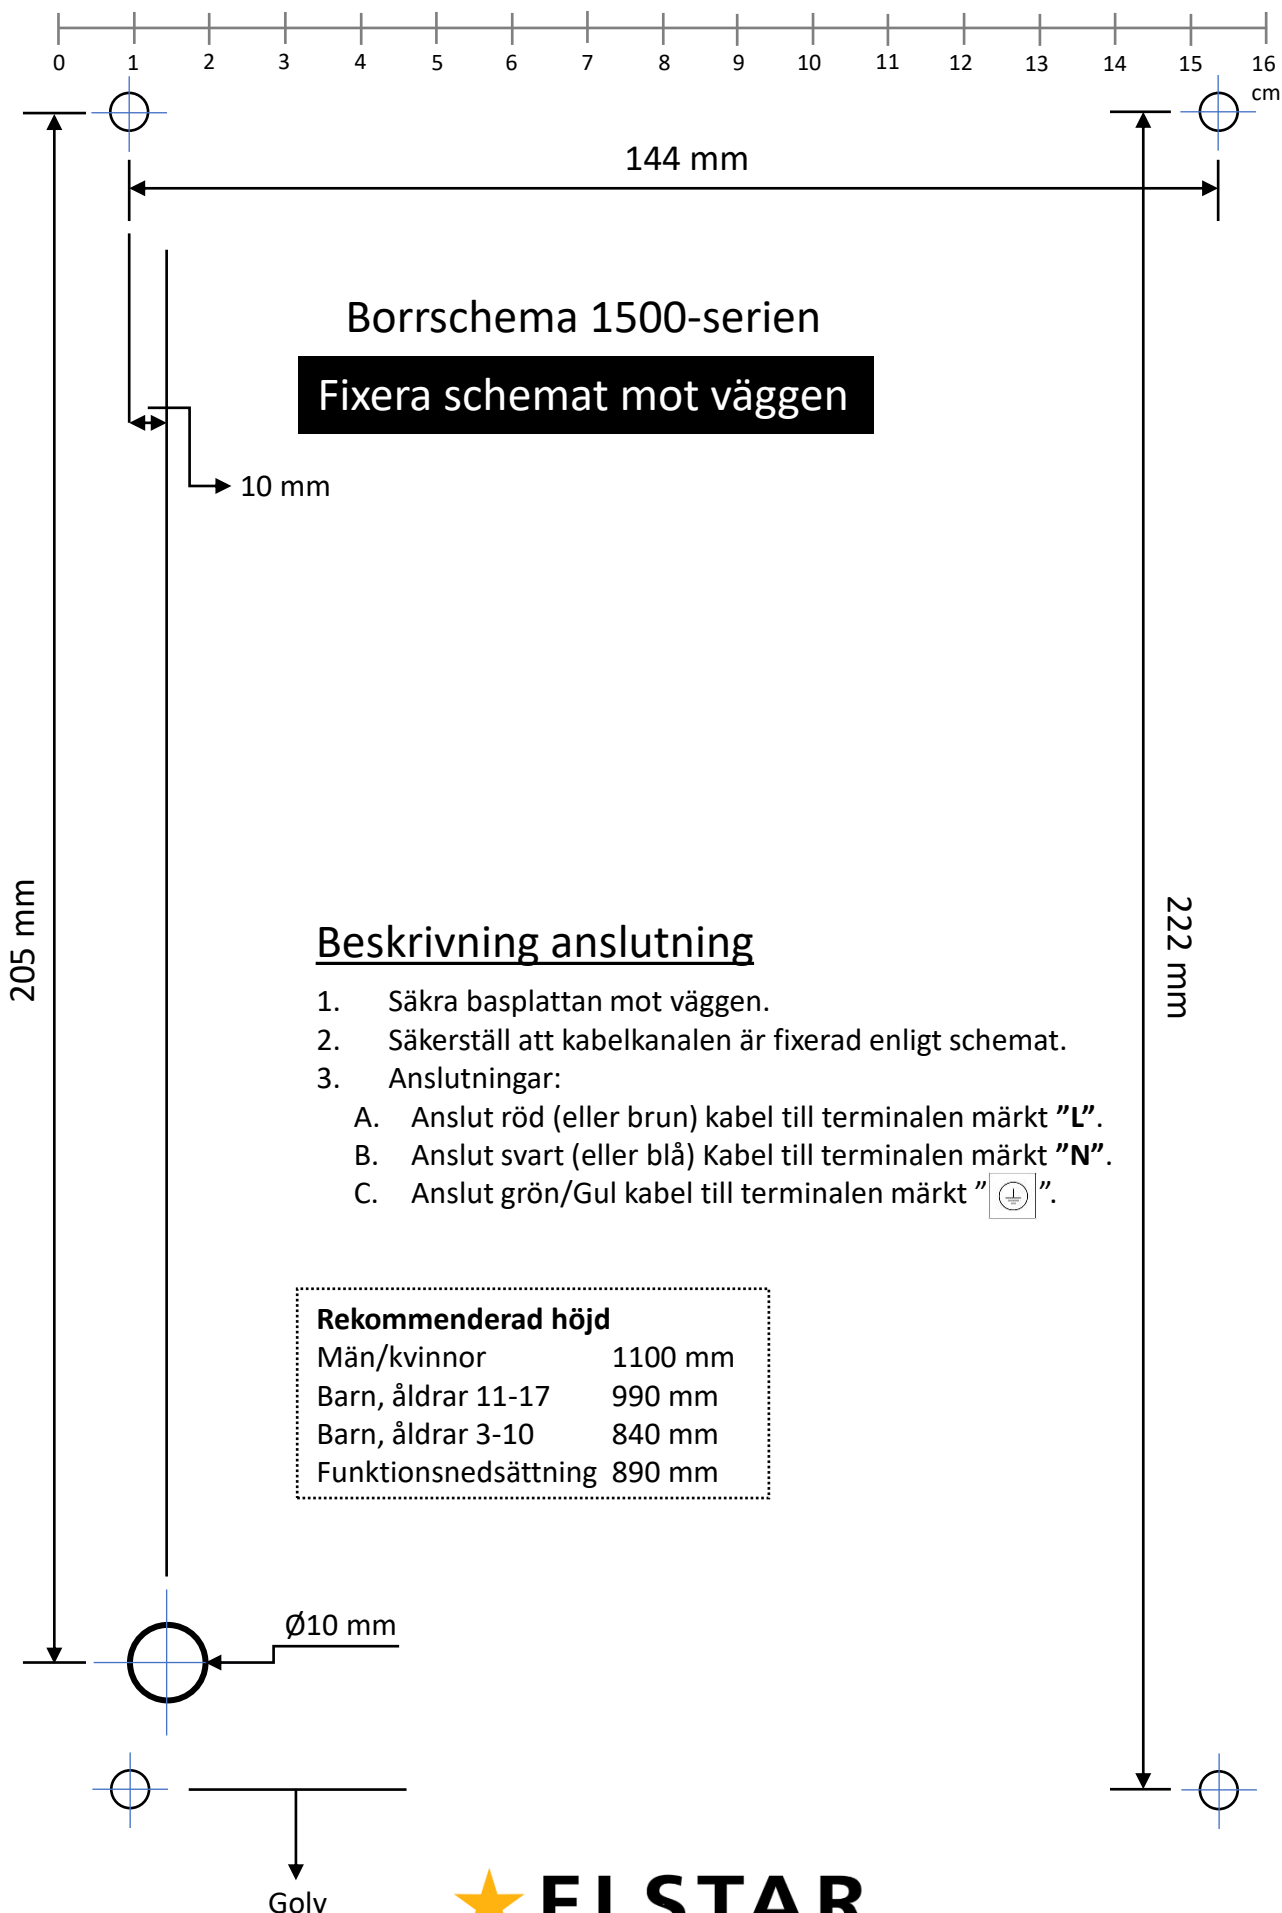 0 1 2 3 4 5 6 7 8 9 10 11 12 13 14 15 16
cm
144 mm
Borrschema 1500-serien
Fixera schemat mot väggen
10 mm
205 mm
222 mm
Beskrivning anslutning
1. Säkra basplattan mot väggen.
2. Säkerställ att kabelkanalen är fixerad enligt schemat.
3. Anslutningar:
A. Anslut röd (eller brun) kabel till terminalen märkt ”L”.
B. Anslut svart (eller blå) Kabel till terminalen märkt ”N”.
C. Anslut grön/Gul kabel till terminalen märkt ” ”.
Rekommenderad höjd
Män/kvinnor 1100 mm
Barn, åldrar 11-17 990 mm
Barn, åldrar 3-10 840 mm
Funktionsnedsättning 890 mm
Ø10 mm
Golv
ELSTAR